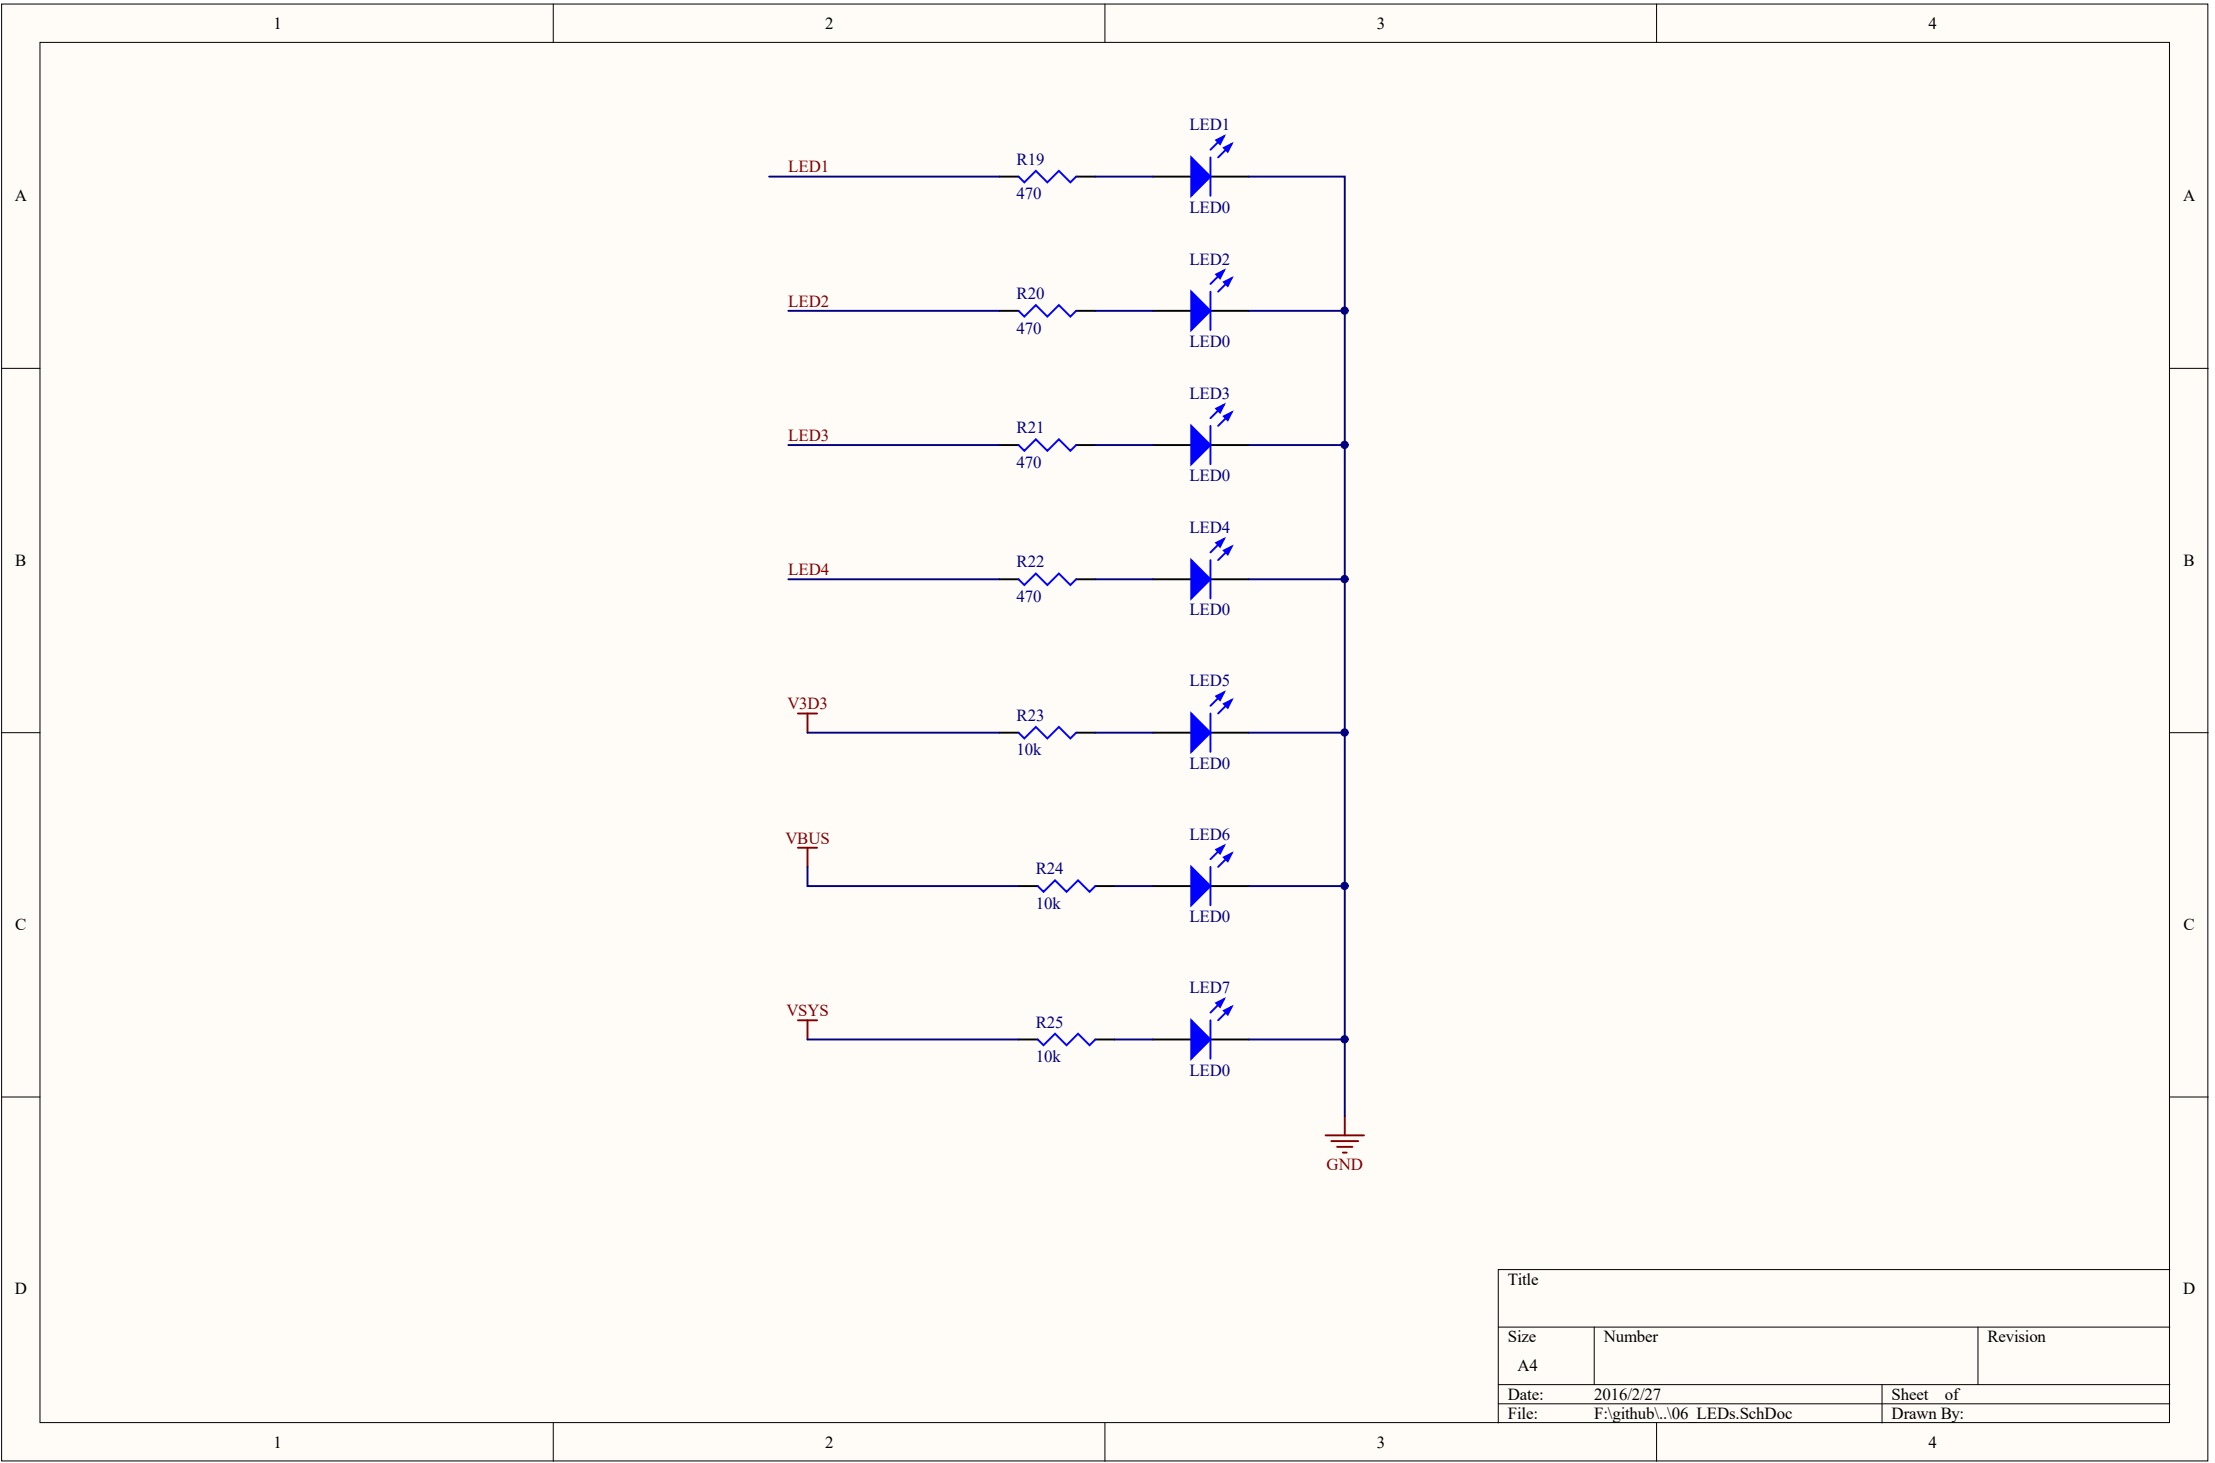 1 2 3 4
A A
LED1
LED1 R19
470
LED0
LED2
LED2 R20
470
LED0
LED3
LED3 R21
470
LED0
B B
LED4
LED4 R22
470
LED0
LED5
V3D3 R23
10k
LED0
LED6
VBUS R24
10k
LED0
C C
LED7
VSYS R25
10k
LED0
GND
D D
Title
Size Number Revision
A4
Date: 2016/2/27 Sheet of
File: F:\github\..\06 LEDs.SchDoc Drawn By:
1 2 3 4